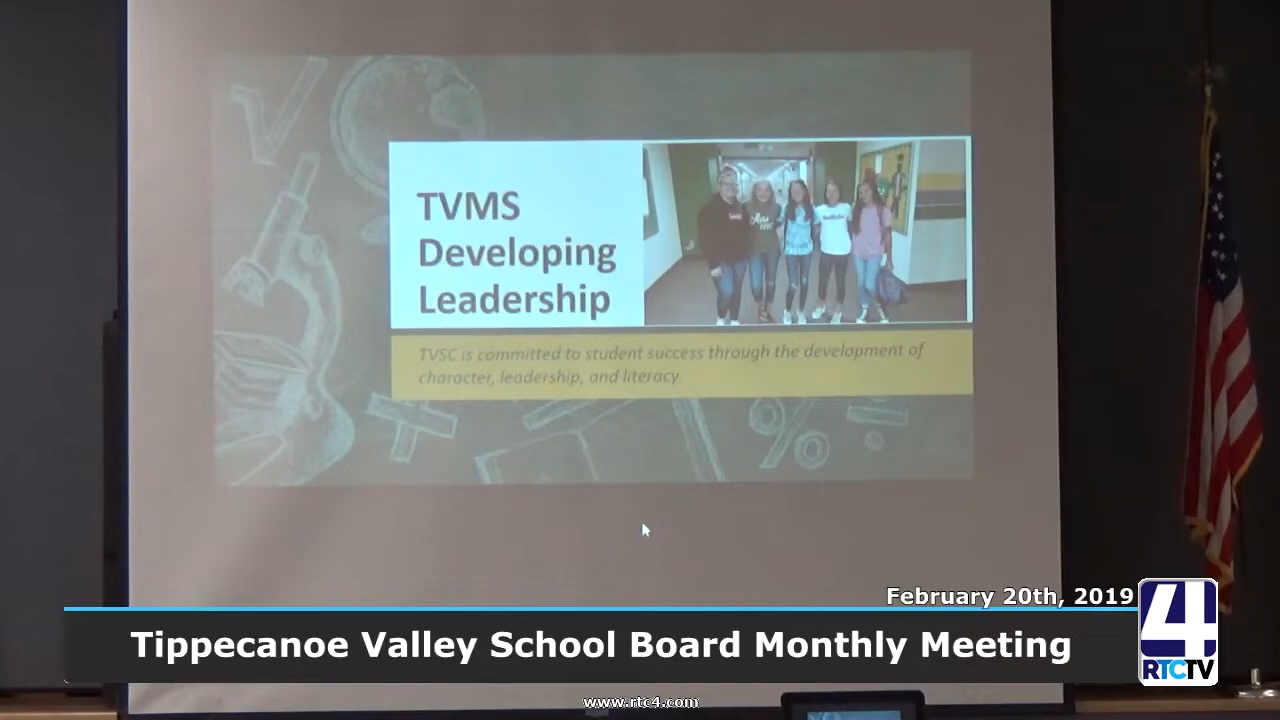 TVMS
Developing
Leadership
TVSC is committed to student success through the development of
character, leadership, and literacy.
February 20th, 2019
Tippecanoe Valley School Board Monthly Meeting
4
RTCTV
www.rtc4.com